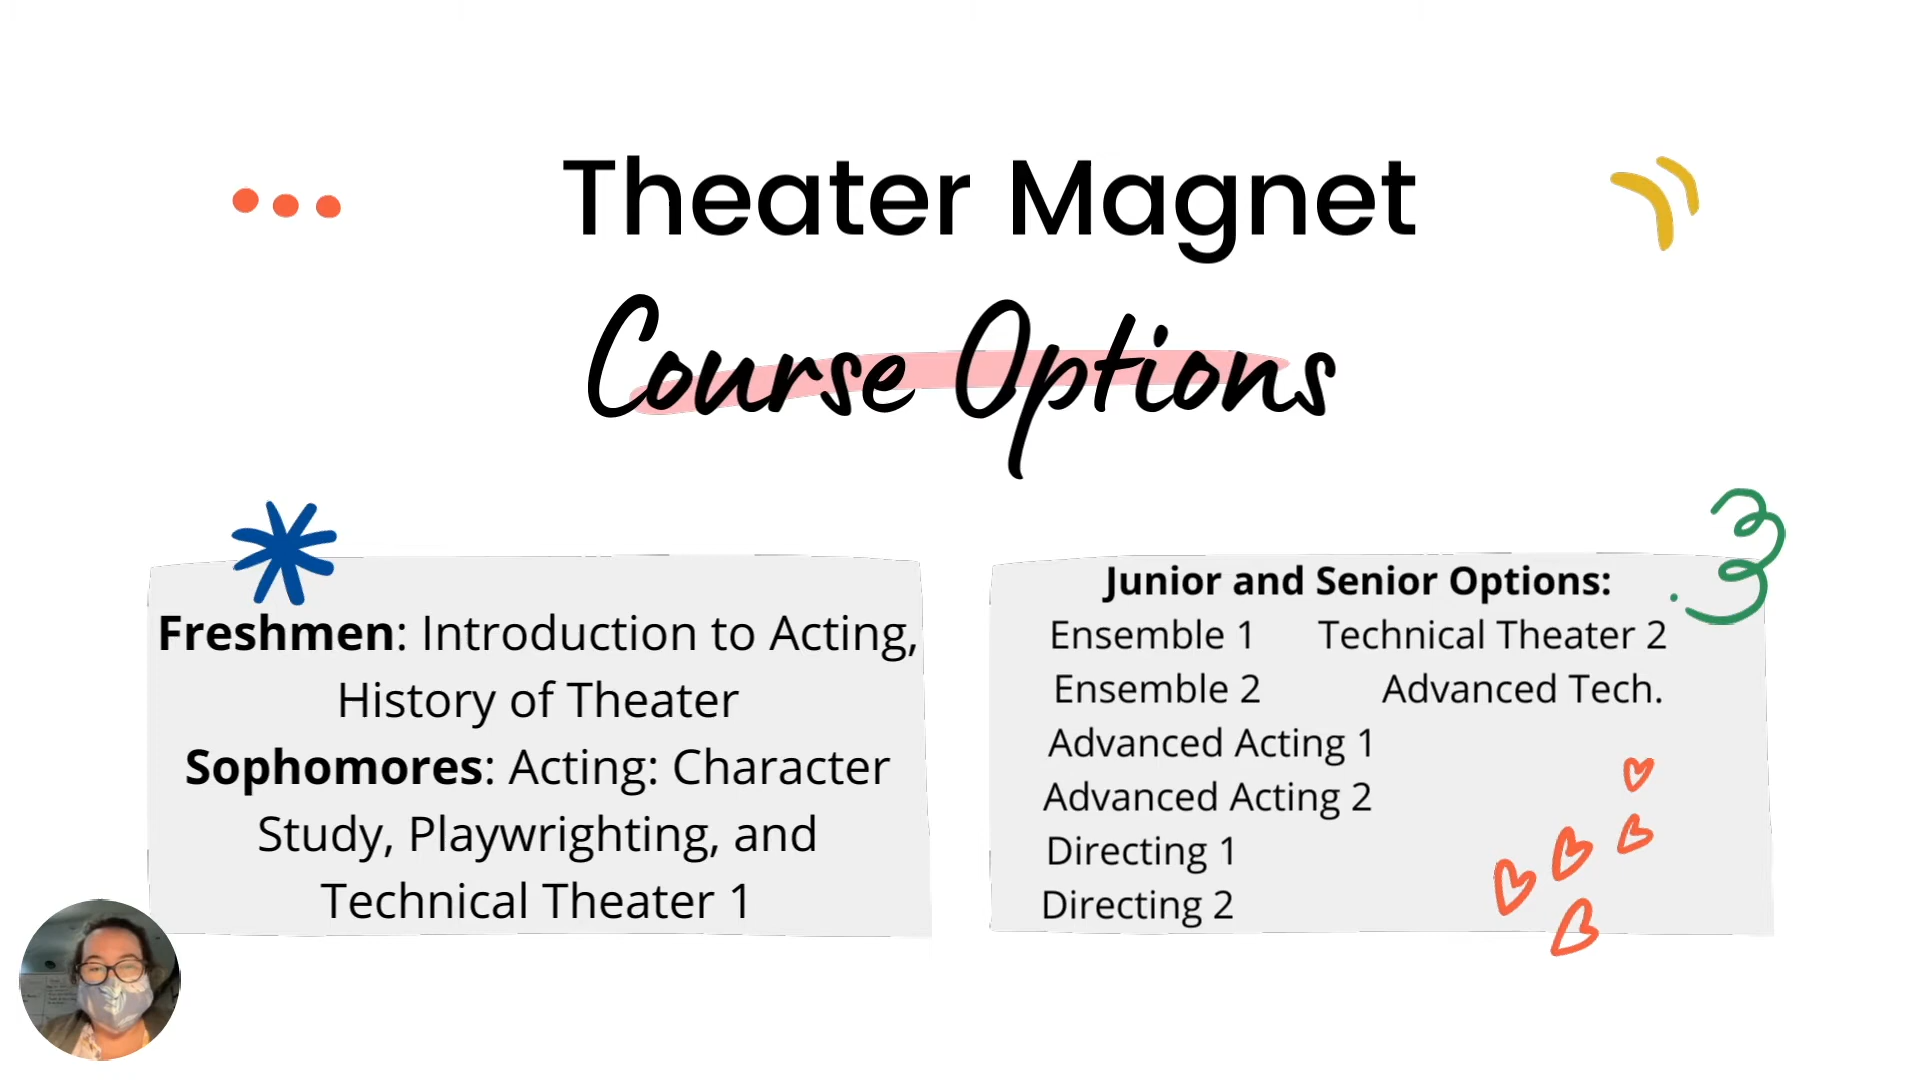 Theater Magnet
Course Options
Freshmen: Introduction to Acting,
History of Theater
Sophomores: Acting: Character
Study, Playwrighting, and
Technical Theater 1
Junior and Senior Options:
Ensemble 1 Technical Theater 2
Ensemble 2 Advanced Tech.
Advanced Acting 1
Advanced Acting 2
Directing 1
Directing 2